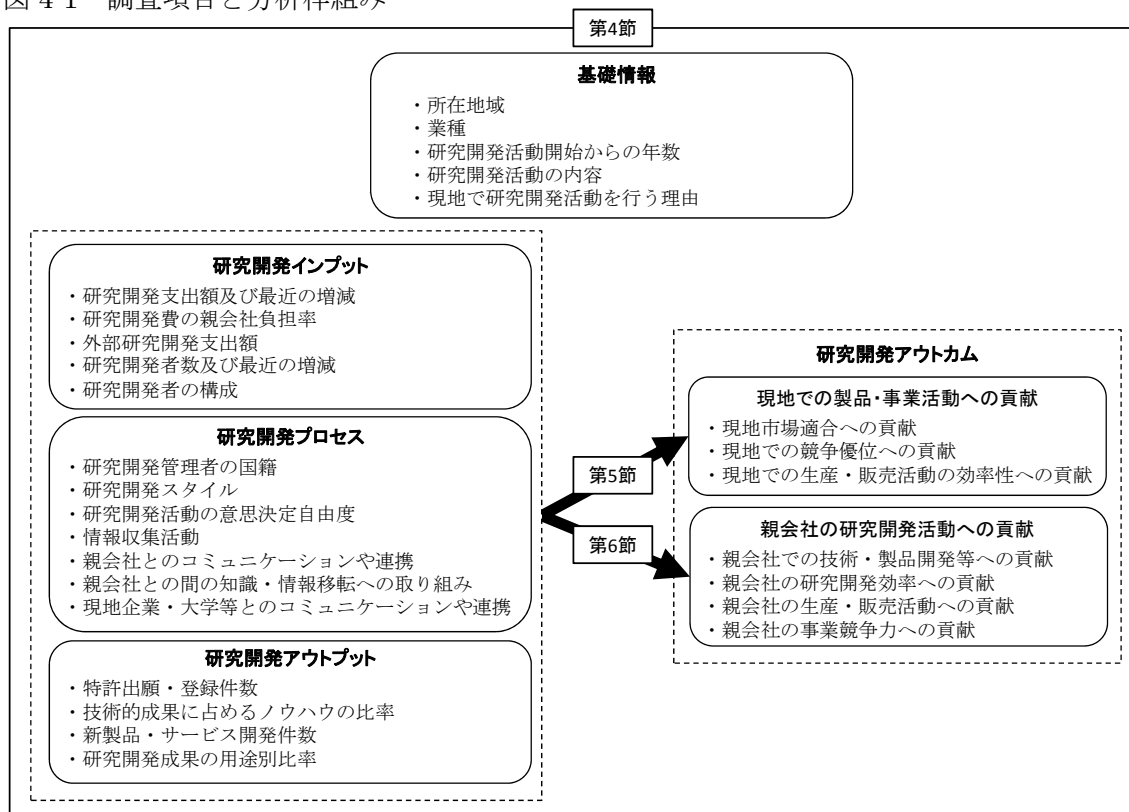 図 4-1 調査項目と分析枠組み
第4節
基礎情報
・所在地域
・業種
・研究開発活動開始からの年数
・研究開発活動の内容
・現地で研究開発活動を行う理由
研究開発インプット
・研究開発支出額及び最近の増減
・研究開発費の親会社負担率
・外部研究開発支出額
・研究開発者数及び最近の増減
・研究開発者の構成
研究開発プロセス
・研究開発管理者の国籍
・研究開発スタイル
・研究開発活動の意思決定自由度
・情報収集活動
・親会社とのコミュニケーションや連携
・親会社との間の知識・情報移転への取り組み
・現地企業・大学等とのコミュニケーションや連携
研究開発アウトプット
・特許出願・登録件数
・技術的成果に占めるノウハウの比率
・新製品・サービス開発件数
・研究開発成果の用途別比率
第5節
第6節
研究開発アウトカム
現地での製品・事業活動への貢献
・現地市場適合への貢献
・現地での競争優位への貢献
・現地での生産・販売活動の効率性への貢献
親会社の研究開発活動への貢献
・親会社での技術・製品開発等への貢献
・親会社の研究開発効率への貢献
・親会社の生産・販売活動への貢献
・親会社の事業競争力への貢献